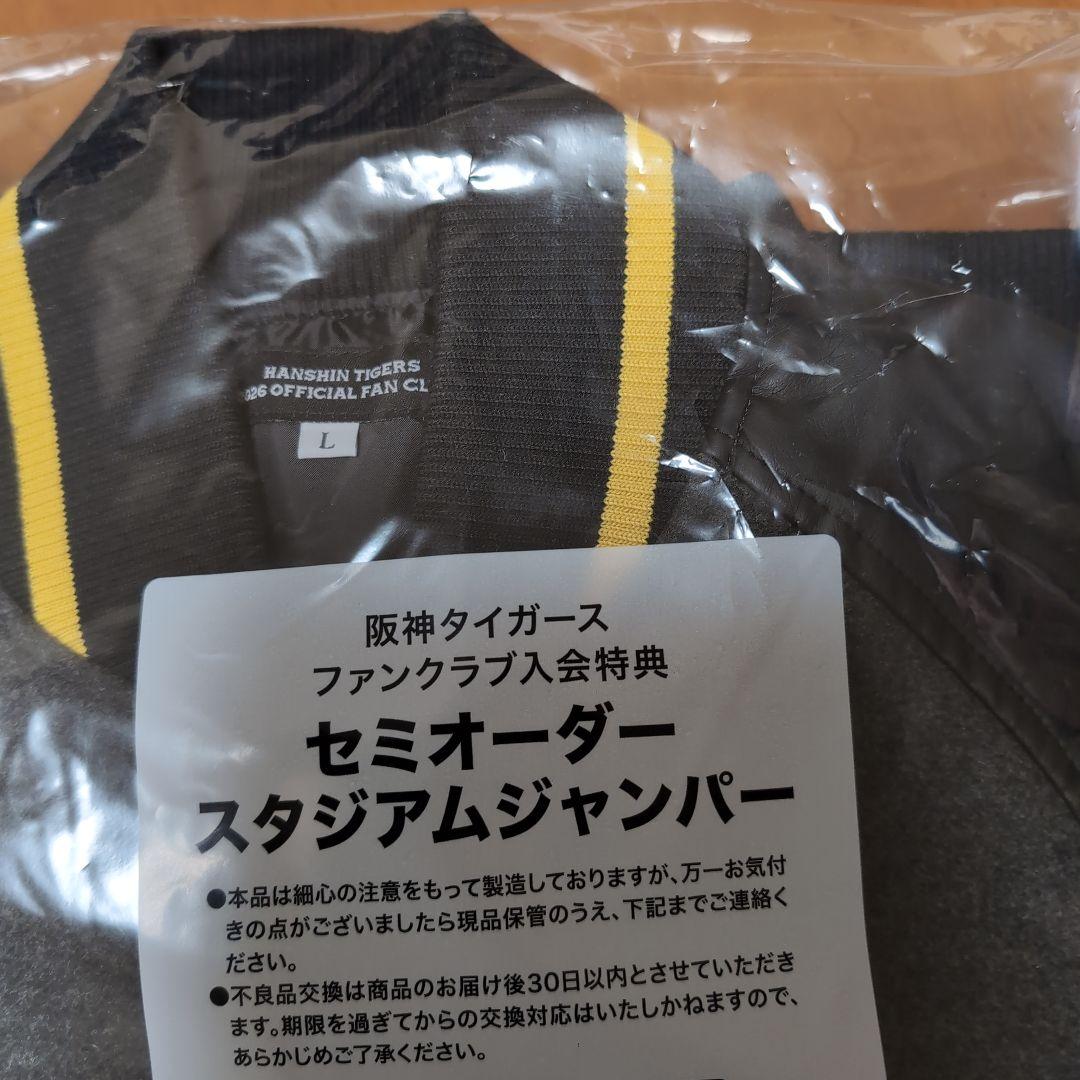 HANSHIN TIGERS
026 OFFICIAL FAN CL
L
阪神タイガース
ファンクラブ入会特典
セミオーダー
スタジアムジャンパー
●本品は細心の注意をもって製造しておりますが、万一お気付
きの点がございましたら現品保管のうえ、下記までご連絡く
ださい。
●不良品交換は商品のお届け後30日以内とさせていただき
ます。期限を過ぎてからの交換対応はいたしかねますので、
あらかじめご了承ください。